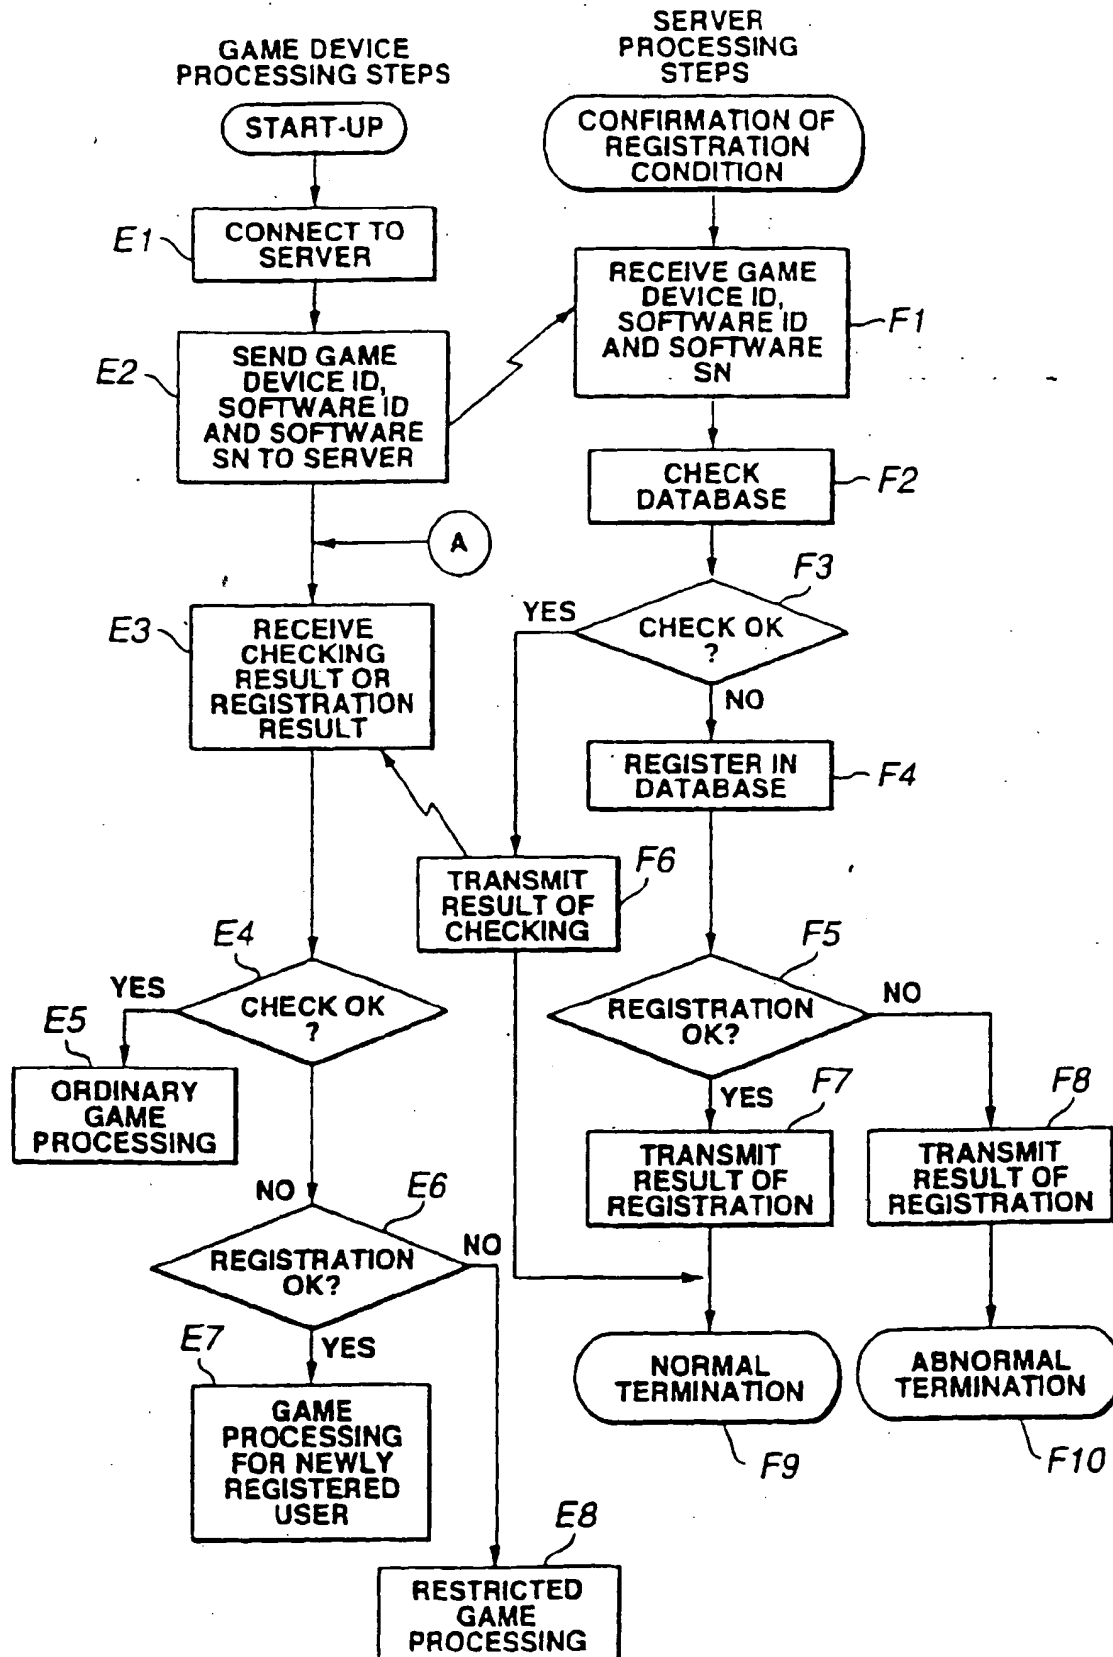 GAME DEVICE
PROCESSING STEPS
START-UP
E1
CONNECT TO
SERVER
E2
SEND GAME
DEVICE ID,
SOFTWARE ID
AND SOFTWARE
SN TO SERVER
A
E3
RECEIVE
CHECKING
RESULT OR
REGISTRATION
RESULT
E4
CHECK OK
?
YES
E5
ORDINARY
GAME
PROCESSING
NO
E6
REGISTRATION
OK?
NO
YES
E7
GAME
PROCESSING
FOR NEWLY
REGISTERED
USER
E8
RESTRICTED
GAME
PROCESSING
SERVER
PROCESSING
STEPS
CONFIRMATION OF
REGISTRATION
CONDITION
RECEIVE GAME
DEVICE ID,
SOFTWARE ID
AND SOFTWARE
SN
F1
CHECK
DATABASE
F2
F3
CHECK OK
?
YES
NO
REGISTER IN
DATABASE
F4
F6
TRANSMIT
RESULT OF
CHECKING
F5
REGISTRATION
OK?
NO
YES
F7
TRANSMIT
RESULT OF
REGISTRATION
F8
TRANSMIT
RESULT OF
REGISTRATION
NORMAL
TERMINATION
F9
ABNORMAL
TERMINATION
F10